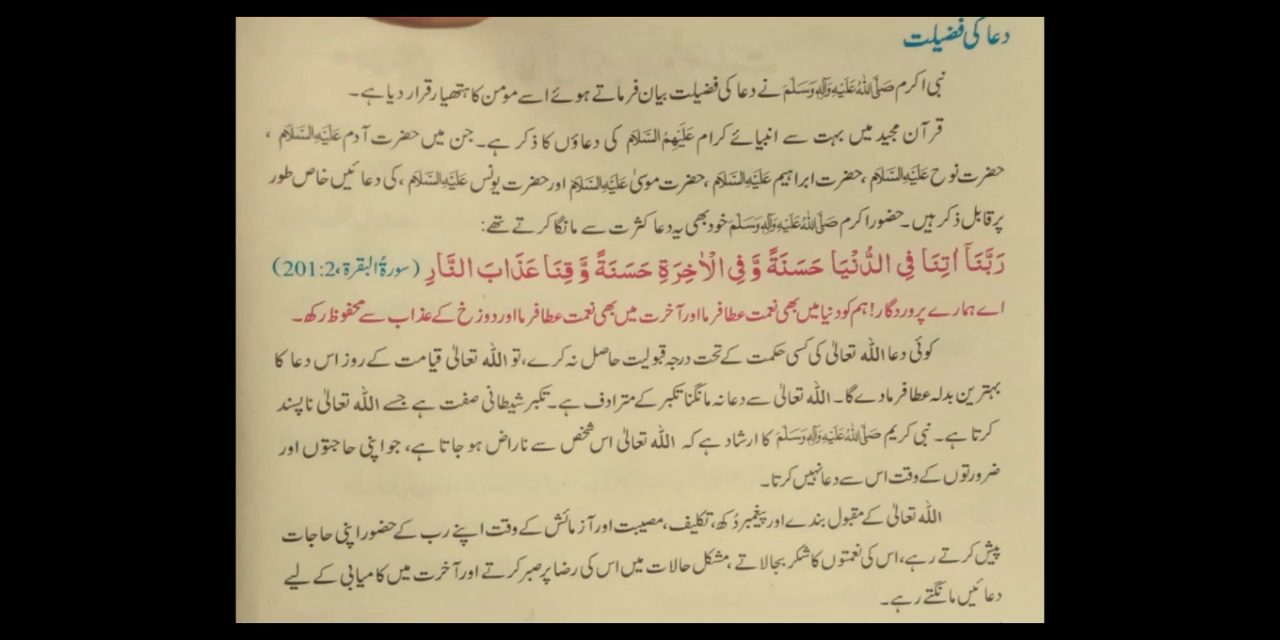 دعا کی فضیلت
نبی اکرم صَلَّی اللہُ عَلَیْہِ وَآلِہٖ وَسَلَّمَ نے دعا کی فضیلت بیان فرماتے ہوئے اسے مومن کا ہتھیار قرار دیا ہے۔
قرآن مجید میں بہت سے انبیائے کرام عَلَیْہِمُ السَّلَام کی دعاؤں کا ذکر ہے۔ جن میں حضرت آدم عَلَیْہِ السَّلَام ،
حضرت نوح عَلَیْہِ السَّلَام ، حضرت ابراہیم عَلَیْہِ السَّلَام ، حضرت موسیٰ عَلَیْہِ السَّلَام اور حضرت یونس عَلَیْہِ السَّلَام ، کی دعائیں خاص طور
پر قابل ذکر ہیں۔ حضور اکرم صَلَّی اللہُ عَلَیْہِ وَآلِہٖ وَسَلَّمَ خود بھی یہ دعا کثرت سے مانگا کرتے تھے:
رَبَّنَاۤ اٰتِنَا فِی الدُّنْیَا حَسَنَةً وَّ فِی الْاٰخِرَةِ حَسَنَةً وَّ قِنَا عَذَابَ النَّارِ (سورۃُ البقرۃ، 201:2)
اے ہمارے پروردگار! ہم کو دنیا میں بھی نعمت عطا فرما اور آخرت میں بھی نعمت عطا فرما اور دوزخ کے عذاب سے محفوظ رکھ۔
کوئی دعا اللہ تعالیٰ کی کسی حکمت کے تحت درجہ قبولیت حاصل نہ کرے، تو اللہ تعالیٰ قیامت کے روز اس دعا کا
بہترین بدلہ عطا فرما دے گا۔ اللہ تعالیٰ سے دعا نہ مانگنا تکبر کے مترادف ہے۔ تکبر شیطانی صفت ہے جسے اللہ تعالیٰ ناپسند
کرتا ہے۔ نبی کریم صَلَّی اللہُ عَلَیْہِ وَآلِہٖ وَسَلَّمَ کا ارشاد ہے کہ اللہ تعالیٰ اس شخص سے ناراض ہو جاتا ہے، جو اپنی حاجتوں اور
ضرورتوں کے وقت اس سے دعا نہیں کرتا۔
اللہ تعالیٰ کے مقبول بندے اور پیغمبر دُکھ، تکلیف، مصیبت اور آزمائش کے وقت اپنے رب کے حضور اپنی حاجات
پیش کرتے رہے، اس کی نعمتوں کا شکر بجا لاتے، مشکل حالات میں اس کی رضا پر صبر کرتے اور آخرت میں کامیابی کے لیے
دعائیں مانگتے رہے۔